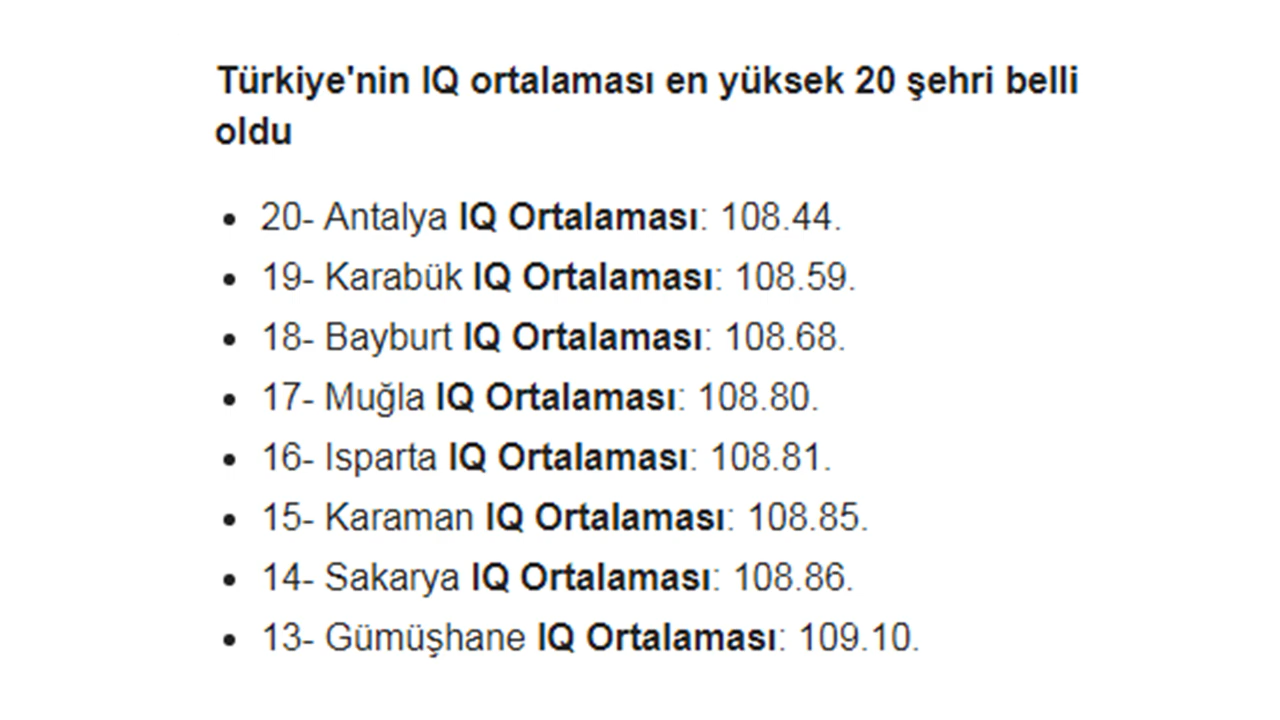 Türkiye'nin IQ ortalaması en yüksek 20 şehri belli
oldu
• 20- Antalya IQ Ortalaması: 108.44.
• 19- Karabük IQ Ortalaması: 108.59.
• 18- Bayburt IQ Ortalaması: 108.68.
• 17- Muğla IQ Ortalaması: 108.80.
• 16- Isparta IQ Ortalaması: 108.81.
• 15- Karaman IQ Ortalaması: 108.85.
• 14- Sakarya IQ Ortalaması: 108.86.
• 13- Gümüşhane IQ Ortalaması: 109.10.